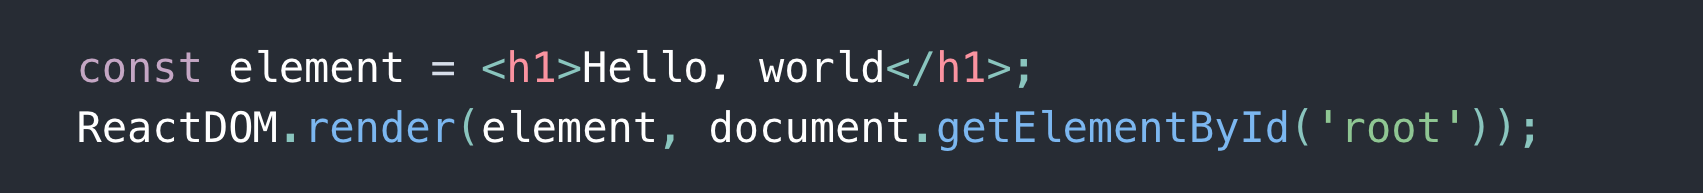 const element = <h1>Hello, world</h1>;
ReactDOM.render(element, document.getElementById('root'));